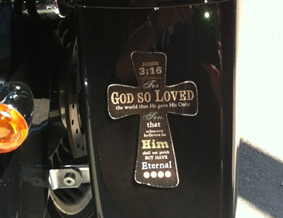 JOHN
3:16
For
GOD SO LOVED
the world that He gave His Only
Son,
that
whoever
believes in
Him
shall not perish
BUT HAVE
Eternal